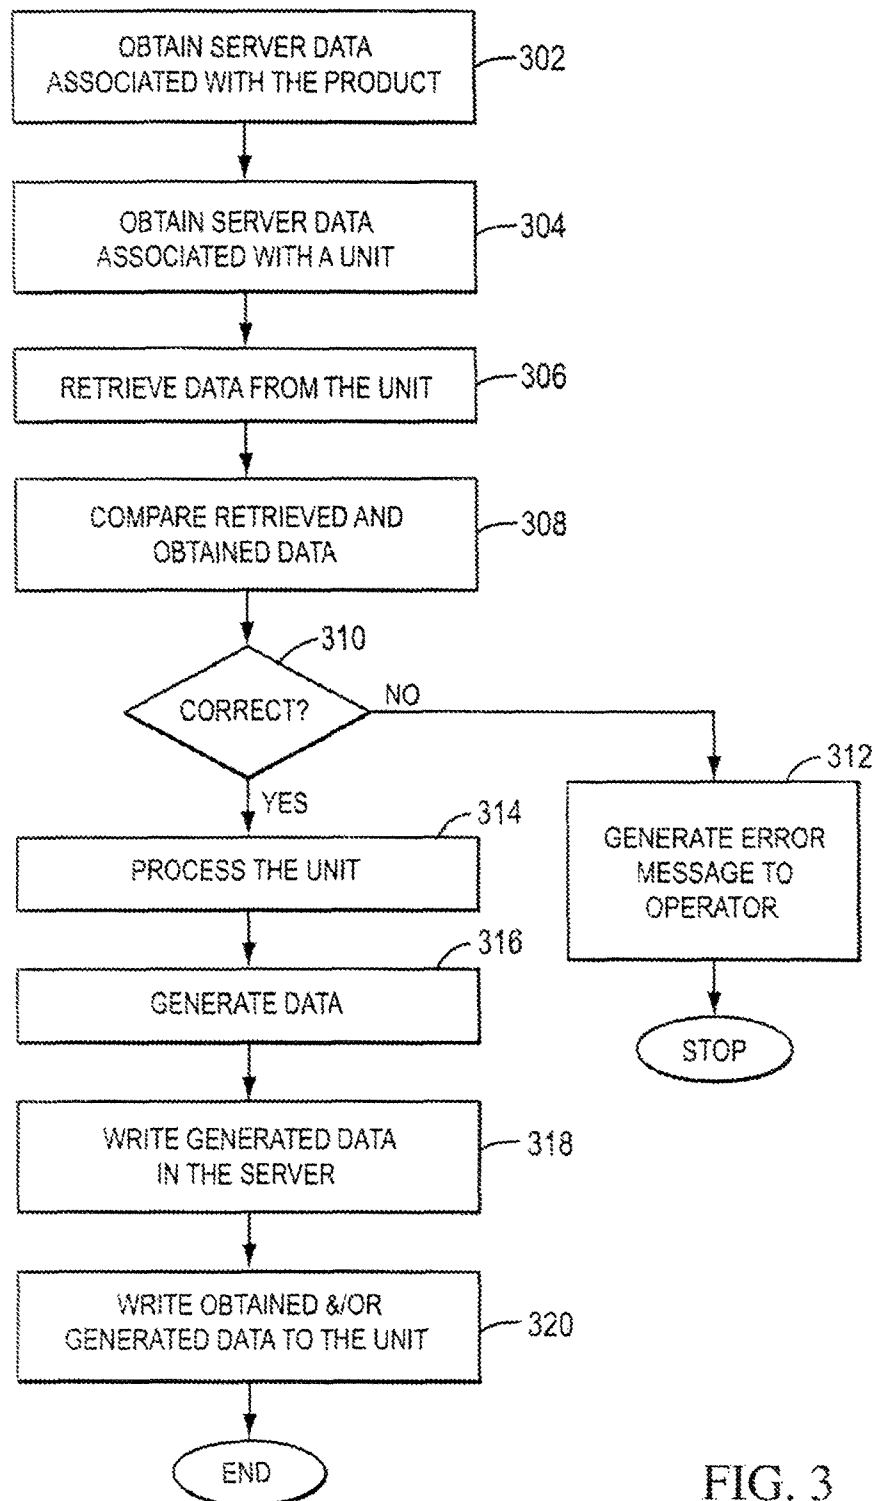 OBTAIN SERVER DATA
ASSOCIATED WITH THE PRODUCT
302
OBTAIN SERVER DATA
ASSOCIATED WITH A UNIT
304
RETRIEVE DATA FROM THE UNIT
306
COMPARE RETRIEVED AND
OBTAINED DATA
308
310
CORRECT?
NO
YES
312
GENERATE ERROR
MESSAGE TO
OPERATOR
STOP
314
PROCESS THE UNIT
316
GENERATE DATA
WRITE GENERATED DATA
IN THE SERVER
318
WRITE OBTAINED &/OR
GENERATED DATA TO THE UNIT
320
END
FIG. 3